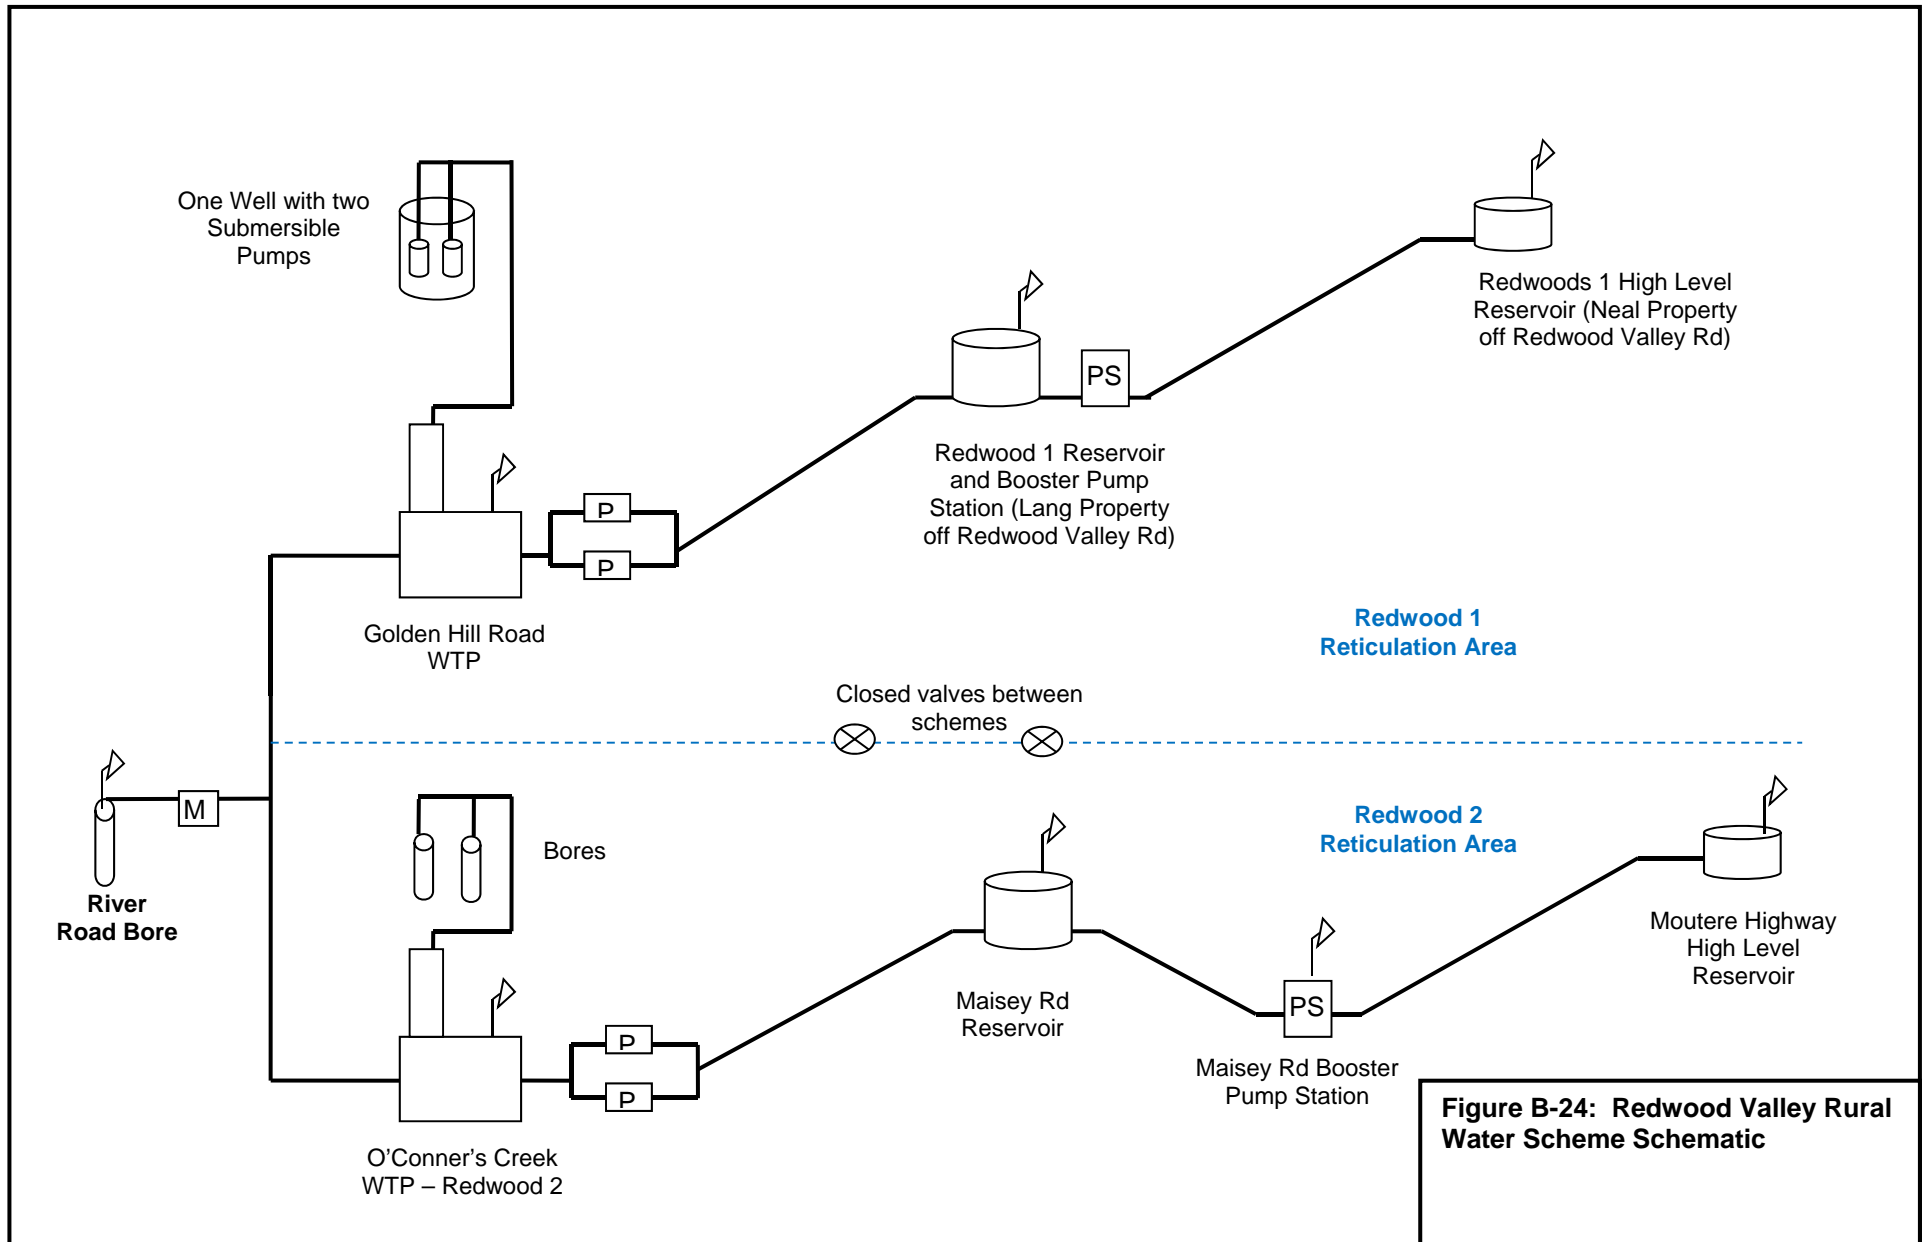 One Well with two
Submersible
Pumps
Redwoods 1 High Level
Reservoir (Neal Property
off Redwood Valley Rd)
PS
Redwood 1 Reservoir
and Booster Pump
Station (Lang Property
off Redwood Valley Rd)
P
P
Golden Hill Road
WTP
Redwood 1
Reticulation Area
Closed valves between
schemes
M
River
Road Bore
Bores
Redwood 2
Reticulation Area
Moutere Highway
High Level
Reservoir
Maisey Rd
Reservoir
PS
Maisey Rd Booster
Pump Station
P
P
O'Conner's Creek
WTP – Redwood 2
Figure B-24: Redwood Valley Rural
Water Scheme Schematic